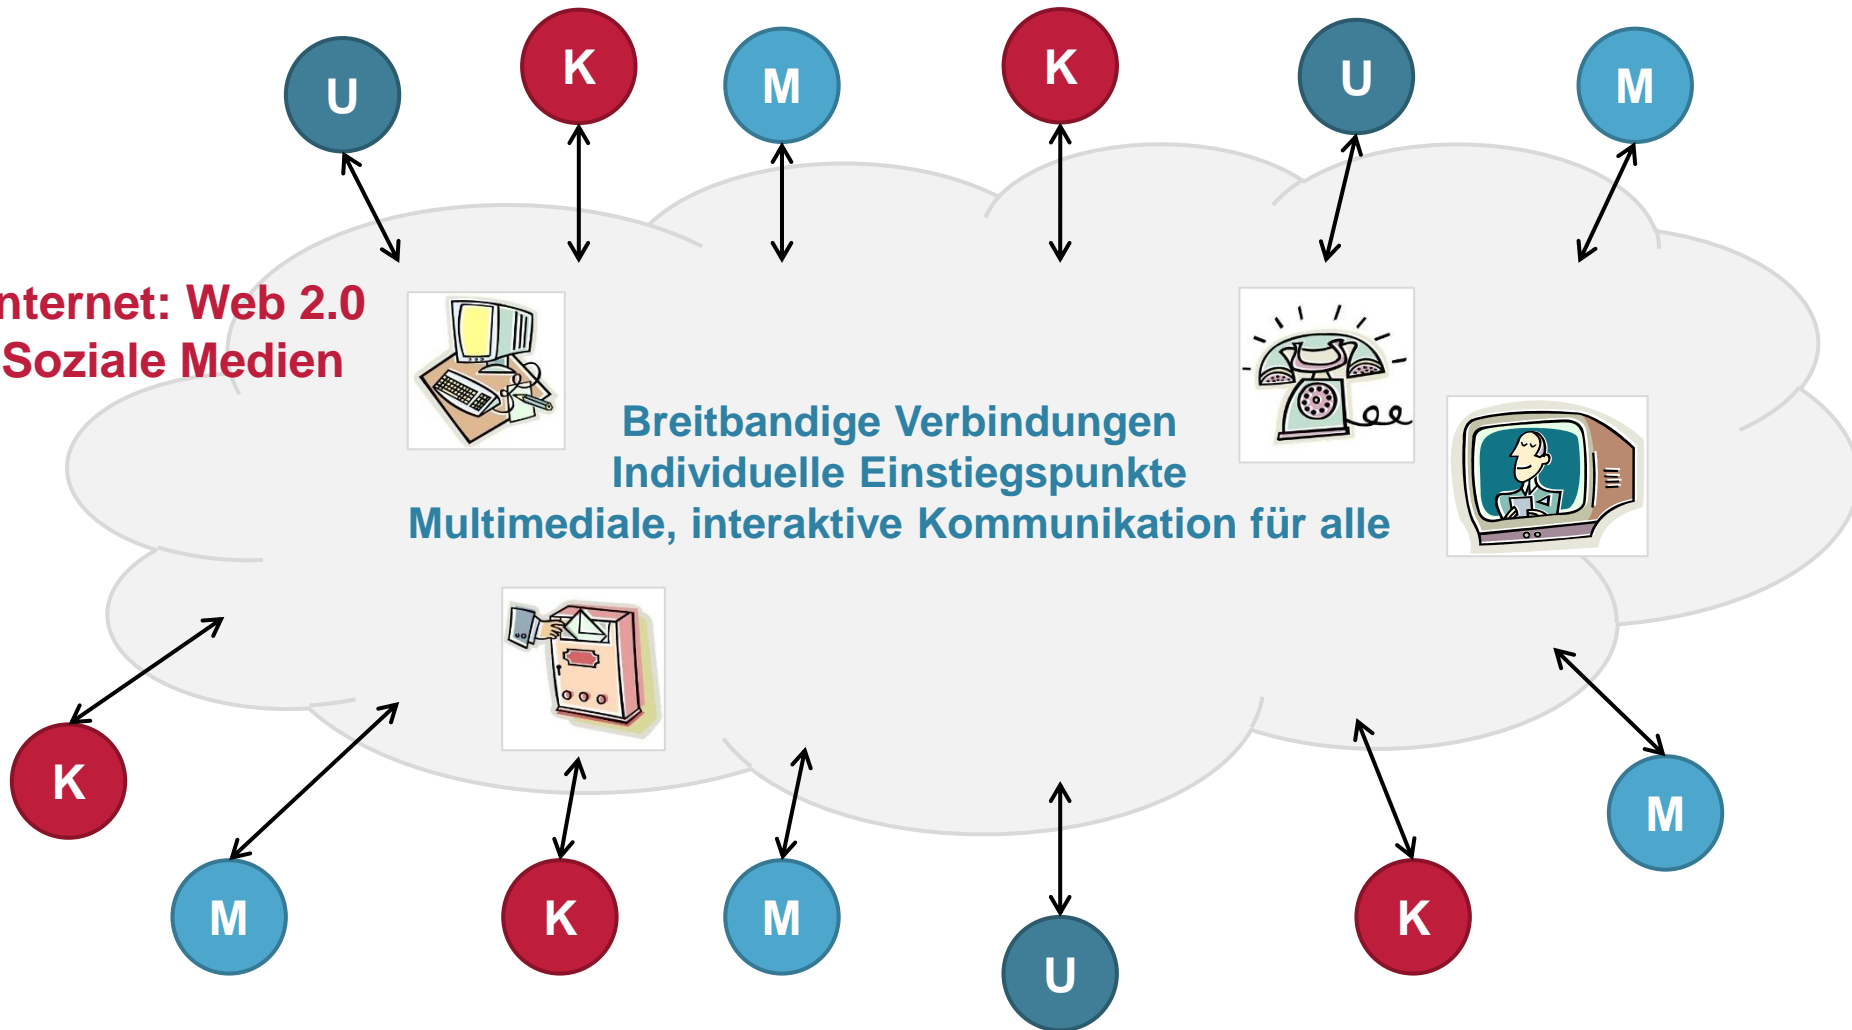 U
K
M
K
U
M
nternet: Web 2.0
Soziale Medien
Breitbandige Verbindungen
Individuelle Einstiegspunkte
Multimediale, interaktive Kommunikation für alle
K
M
K
M
U
K
M